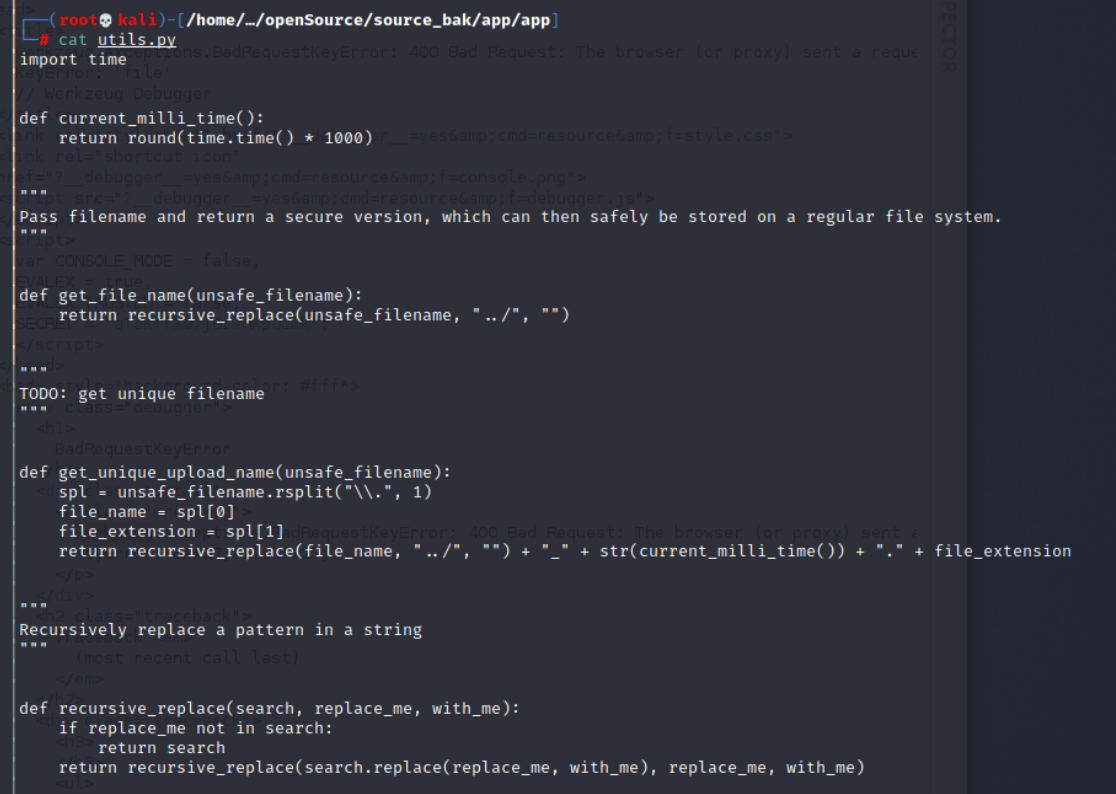 ┌──(root💀kali)-[/home/…/openSource/source_bak/app/app]
└─# cat utils.py
import time

def current_milli_time():
    return round(time.time() * 1000)

"""
Pass filename and return a secure version, which can then safely be stored on a regular file system.
"""

def get_file_name(unsafe_filename):
    return recursive_replace(unsafe_filename, "../", "")

"""
TODO: get unique filename
"""

def get_unique_upload_name(unsafe_filename):
    spl = unsafe_filename.rsplit("\\.", 1)
    file_name = spl[0]
    file_extension = spl[1]
    return recursive_replace(file_name, "../", "") + "_" + str(current_milli_time()) + "." + file_extension

"""
Recursively replace a pattern in a string
"""

def recursive_replace(search, replace_me, with_me):
    if replace_me not in search:
        return search
    return recursive_replace(search.replace(replace_me, with_me), replace_me, with_me)